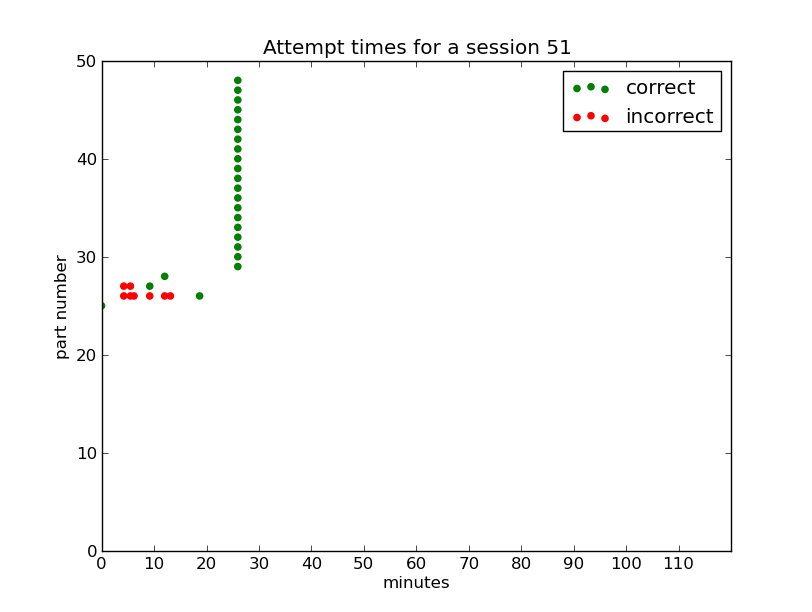 Attempt times for a session 51
50
correct
incorrect
40
30
part number
20
10
0
0 10 20 30 40 50 60 70 80 90 100 110
minutes